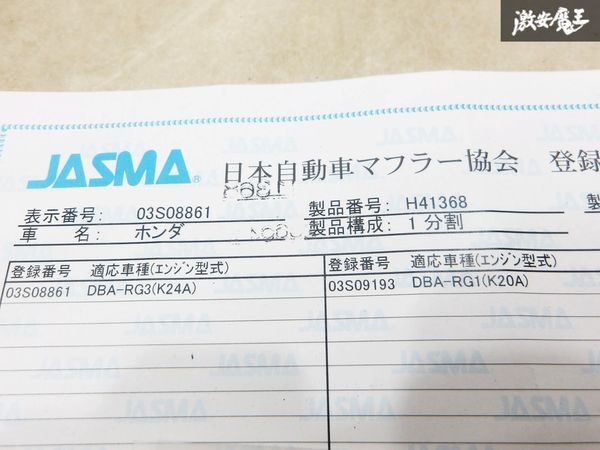 激安魔王
JASMA® 日本自動車マフラー協会 登録
表示番号: 03S08861 製品番号: H41368 製
車 名: ホンダ 製品構成: 1分割
登録番号 適応車種(エンジン型式) 登録番号 適応車種(エンジン型式)
03S08861 DBA-RG3(K24A) 03S09193 DBA-RG1(K20A)